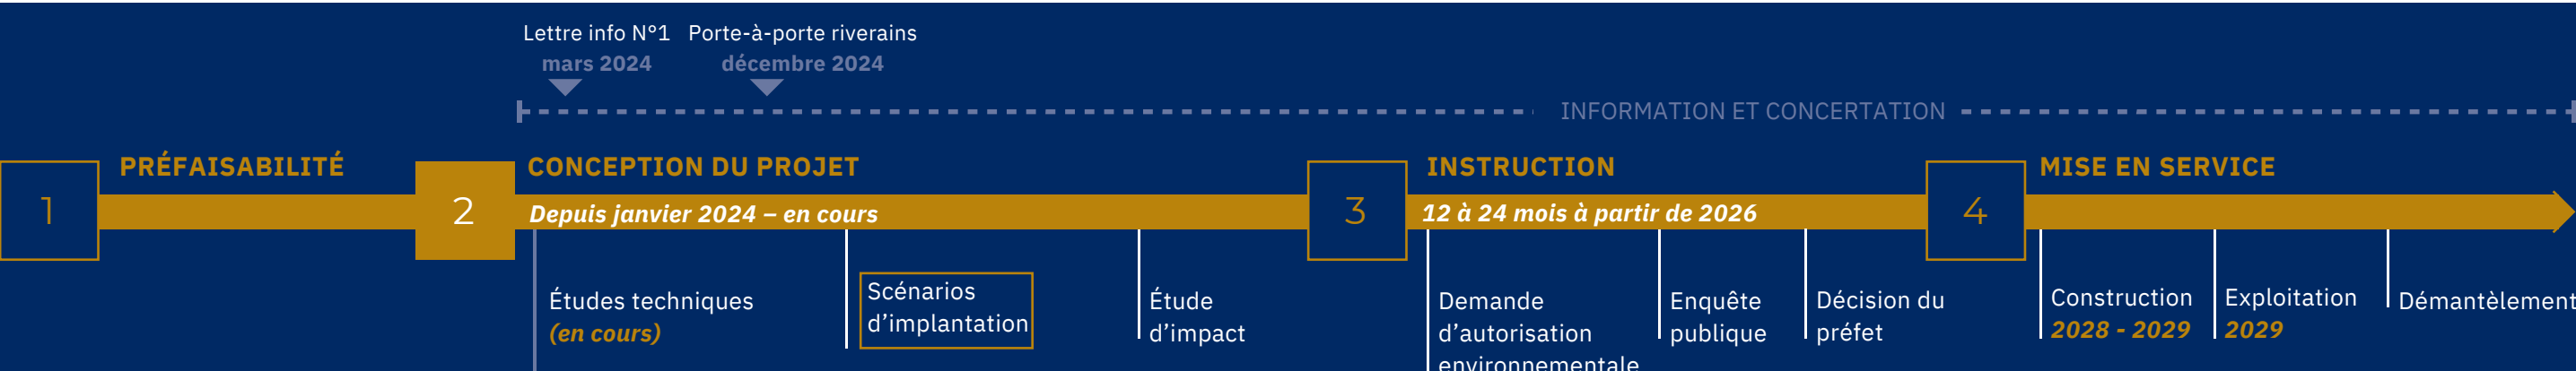 Lettre info N°1
mars 2024
Porte-à-porte riverains
décembre 2024
INFORMATION ET CONCERTATION
1
PRÉFAISABILITÉ
2
CONCEPTION DU PROJET
Depuis janvier 2024 – en cours
Études techniques
(en cours)
Scénarios
d’implantation
Étude
d’impact
3
INSTRUCTION
12 à 24 mois à partir de 2026
Demande
d’autorisation
environnementale
Enquête
publique
Décision du
préfet
4
MISE EN SERVICE
Construction
2028 - 2029
Exploitation
2029
Démantèlement